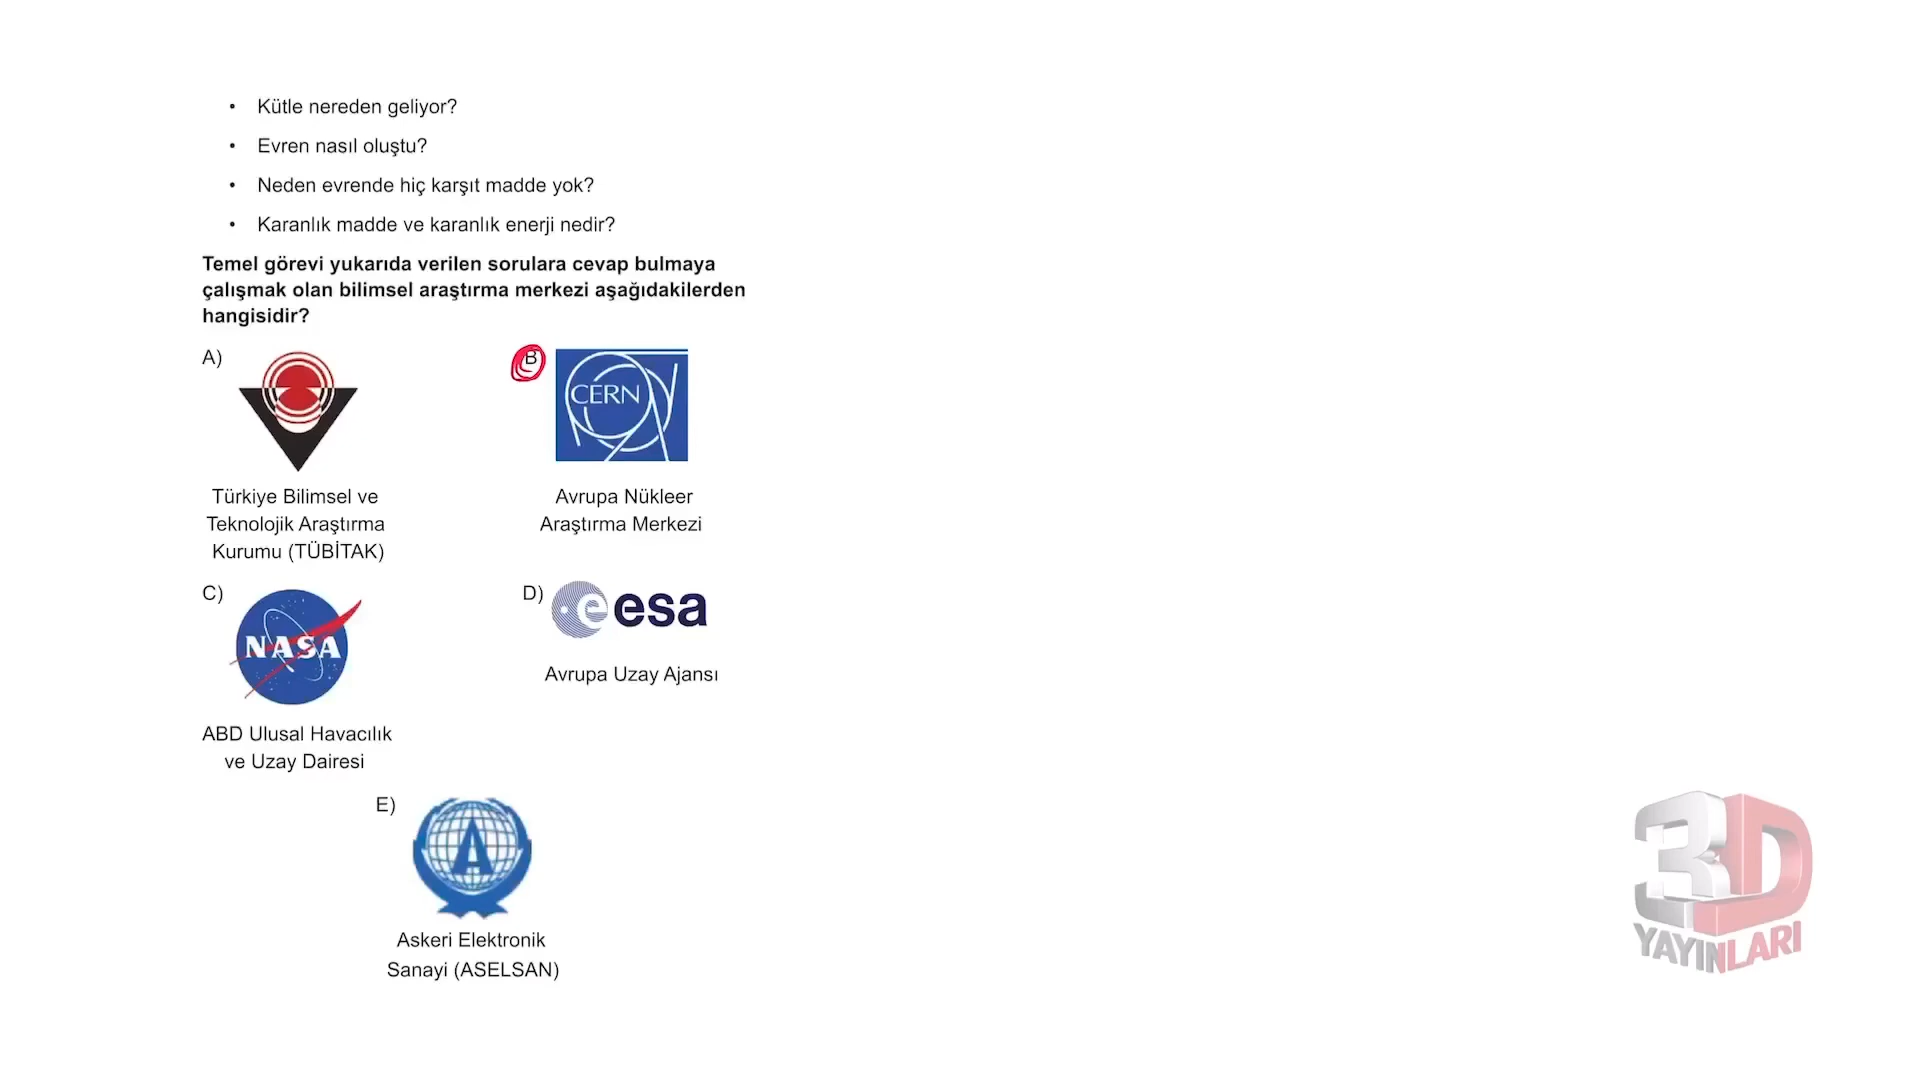 • Kütle nereden geliyor?
• Evren nasıl oluştu?
• Neden evrende hiç karşıt madde yok?
• Karanlık madde ve karanlık enerji nedir?
Temel görevi yukarıda verilen sorulara cevap bulmaya
çalışmak olan bilimsel araştırma merkezi aşağıdakilerden
hangisidir?
A)
B
CERN
Türkiye Bilimsel ve
Teknolojik Araştırma
Kurumu (TÜBİTAK)
Avrupa Nükleer
Araştırma Merkezi
C)
NASA
ABD Ulusal Havacılık
ve Uzay Dairesi
D)
esa
Avrupa Uzay Ajansı
E)
A
Askeri Elektronik
Sanayi (ASELSAN)
3D
YAYINLARI